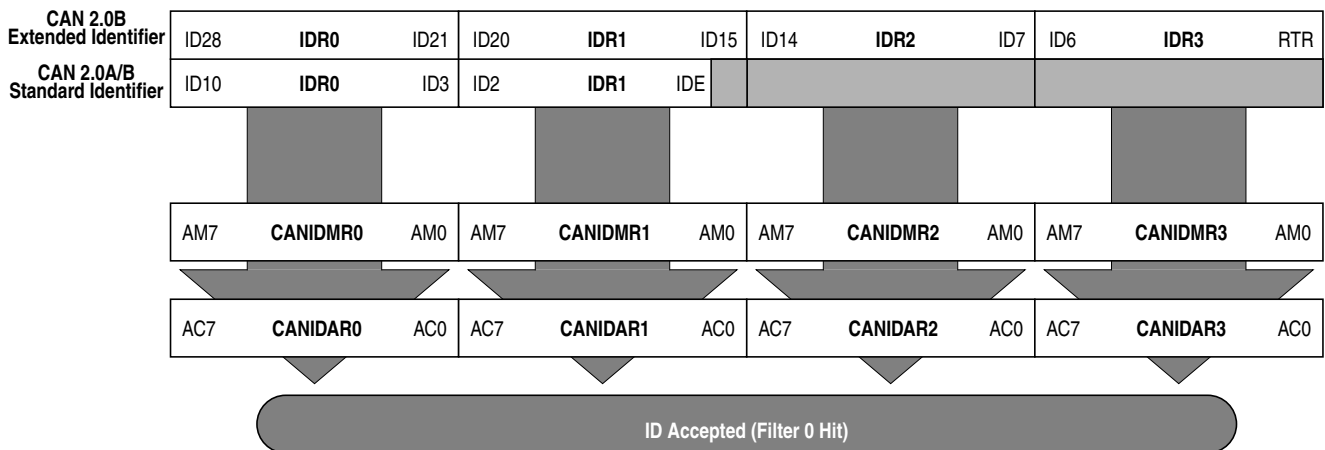 CAN 2.0B
Extended Identifier
ID28 IDR0 ID21 ID20 IDR1 ID15 ID14 IDR2 ID7 ID6 IDR3 RTR
CAN 2.0A/B
Standard Identifier
ID10 IDR0 ID3 ID2 IDR1 IDE
AM7 CANIDMR0 AM0 AM7 CANIDMR1 AM0 AM7 CANIDMR2 AM0 AM7 CANIDMR3 AM0
AC7 CANIDAR0 AC0 AC7 CANIDAR1 AC0 AC7 CANIDAR2 AC0 AC7 CANIDAR3 AC0
ID Accepted (Filter 0 Hit)